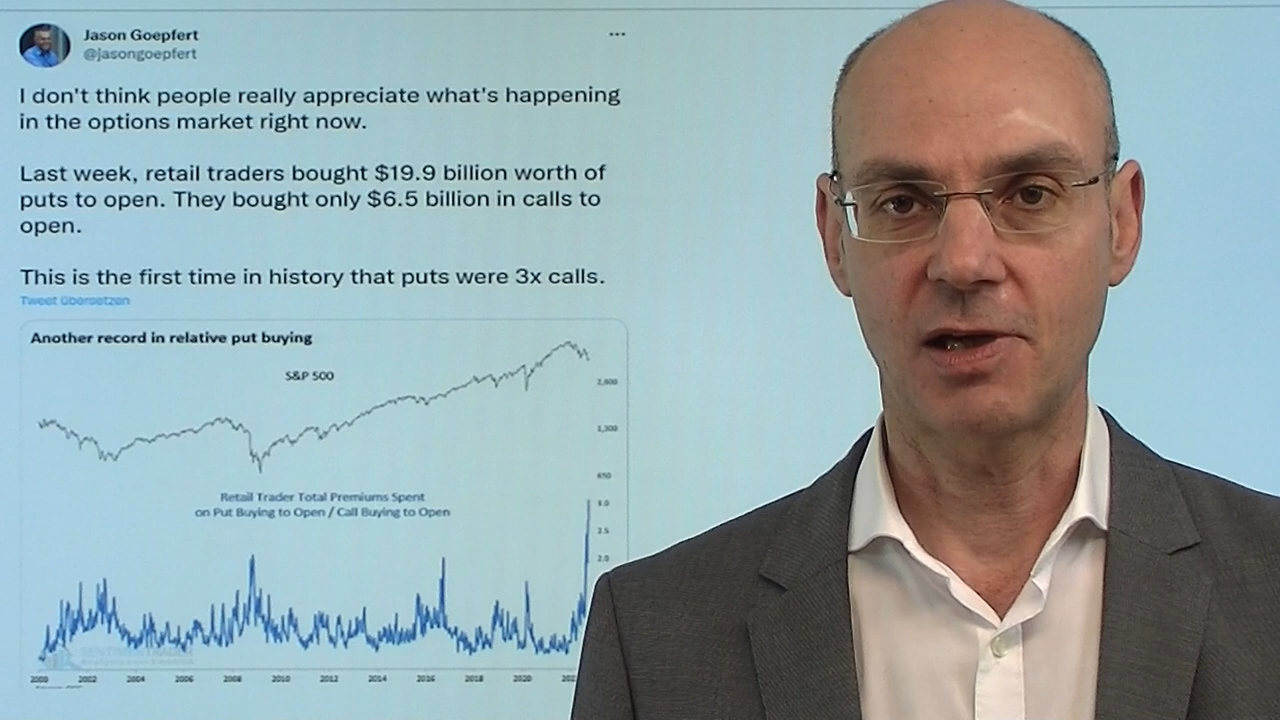 Jason Goepfert
@jasongoepfert
...
I don't think people really appreciate what's happening
in the options market right now.
Last week, retail traders bought $19.9 billion worth of
puts to open. They bought only $6.5 billion in calls to
open.
This is the first time in history that puts were 3x calls.
Tweet übersetzen
Another record in relative put buying
S&P 500
2,600
1,300
650
Retail Trader Total Premiums Spent
on Put Buying to Open / Call Buying to Open
3.0
2.5
2.0
2000 2002 2004 2006 2008 2010 2012 2014 2016 2018 2020